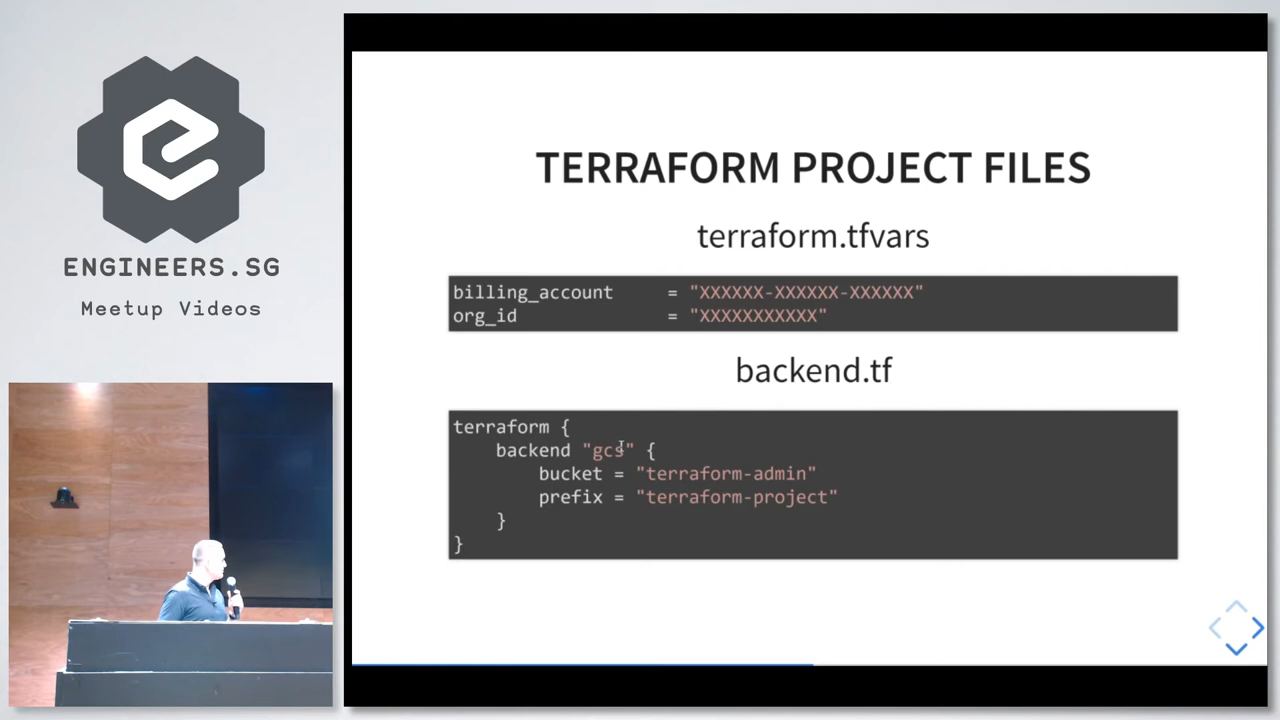 ENGINEERS.SG
Meetup Videos
TERRAFORM PROJECT FILES
terraform.tfvars
billing_account = "XXXXXX-XXXXXX-XXXXXX"
org_id = "XXXXXXXXXXX"
backend.tf
terraform {
backend "gcs" {
bucket = "terraform-admin"
prefix = "terraform-project"
}
}